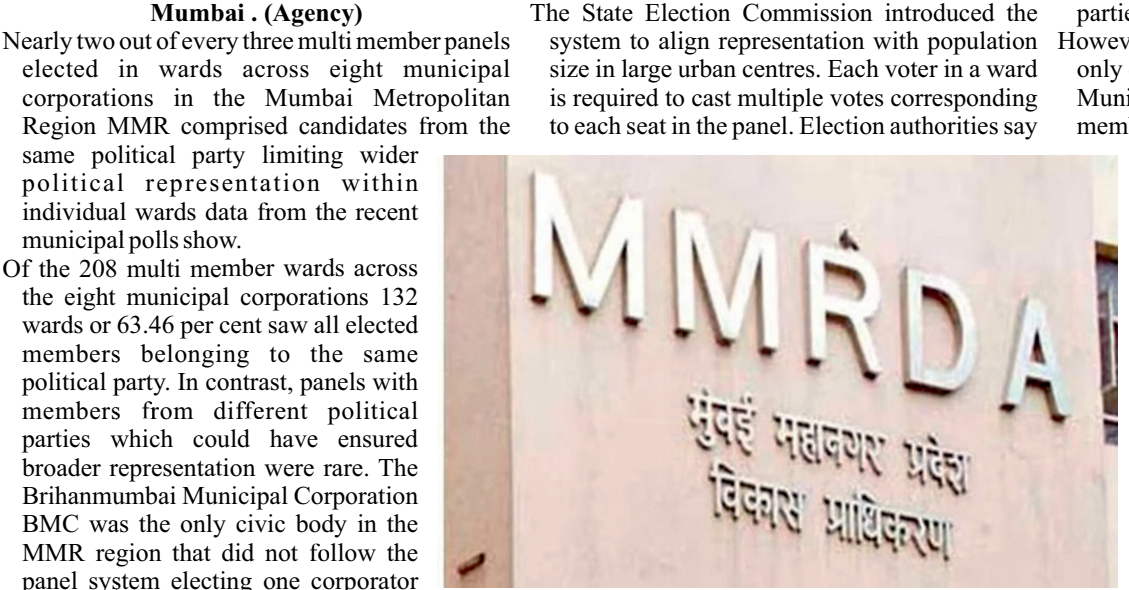 Mumbai . (Agency)
Nearly two out of every three multi member panels
elected in wards across eight municipal
corporations in the Mumbai Metropolitan
Region MMR comprised candidates from the
same political party limiting wider
political representation within
individual wards data from the recent
municipal polls show.
Of the 208 multi member wards across
the eight municipal corporations 132
wards or 63.46 per cent saw all elected
members belonging to the same
political party. In contrast, panels with
members from different political
parties which could have ensured
broader representation were rare. The
Brihanmumbai Municipal Corporation
BMC was the only civic body in the
MMR region that did not follow the
panel system electing one corporator
The State Election Commission introduced the
system to align representation with population
size in large urban centres. Each voter in a ward
is required to cast multiple votes corresponding
to each seat in the panel. Election authorities say
MMRDA
मुंबई महानगर प्रदेश
विकास प्राधिकरण
only